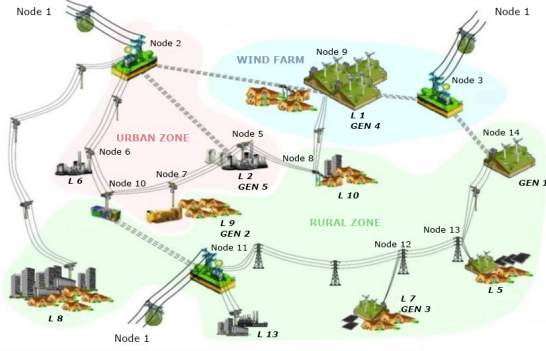 Node 1
Node 1
Node 2
Node 9
WIND FARM
Node 3
L 1
GEN 4
URBAN ZONE
Node 14
Node 5
Node 6
Node 8
L 6
Node 7
L 2
GEN 5
Node 10
L 10
GEN 1
L 9
GEN 2
RURAL ZONE
Node 13
Node 11
Node 12
L 5
L 7
GEN 3
L 8
L 13
Node 1